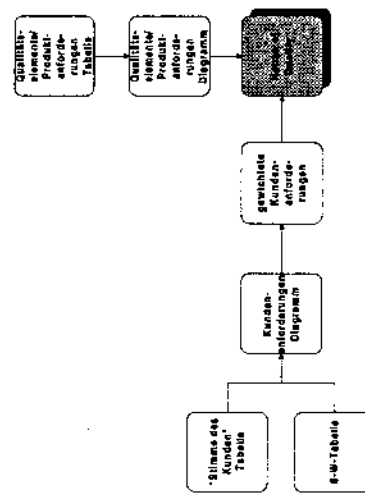 "Stimme des
Kunden"
Tabelle
6-W-Tabelle
Kunden-
anforderungen
Diagramm
gewichtete
Kunden-
anforde-
rungen
Qualitäts-
elemente/
Produkt-
anforde-
rungen
Tabelle
Qualitäts-
elemente/
Produkt-
anforde-
rungen
Diagramm